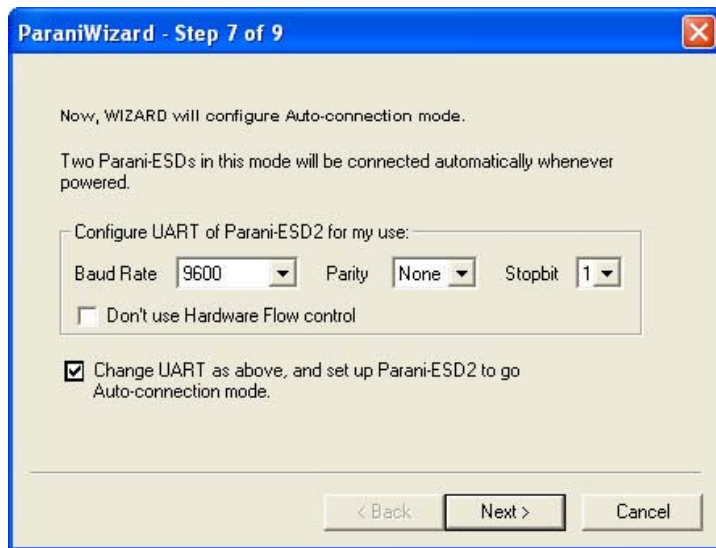 ParaniWizard - Step 7 of 9
Now, WIZARD will configure Auto-connection mode.
Two Parani-ESDs in this mode will be connected automatically whenever
powered.
Configure UART of Parani-ESD2 for my use:
Baud Rate 9600 Parity None Stopbit 1
Don't use Hardware Flow control
Change UART as above, and set up Parani-ESD2 to go
Auto-connection mode.
< Back Next > Cancel